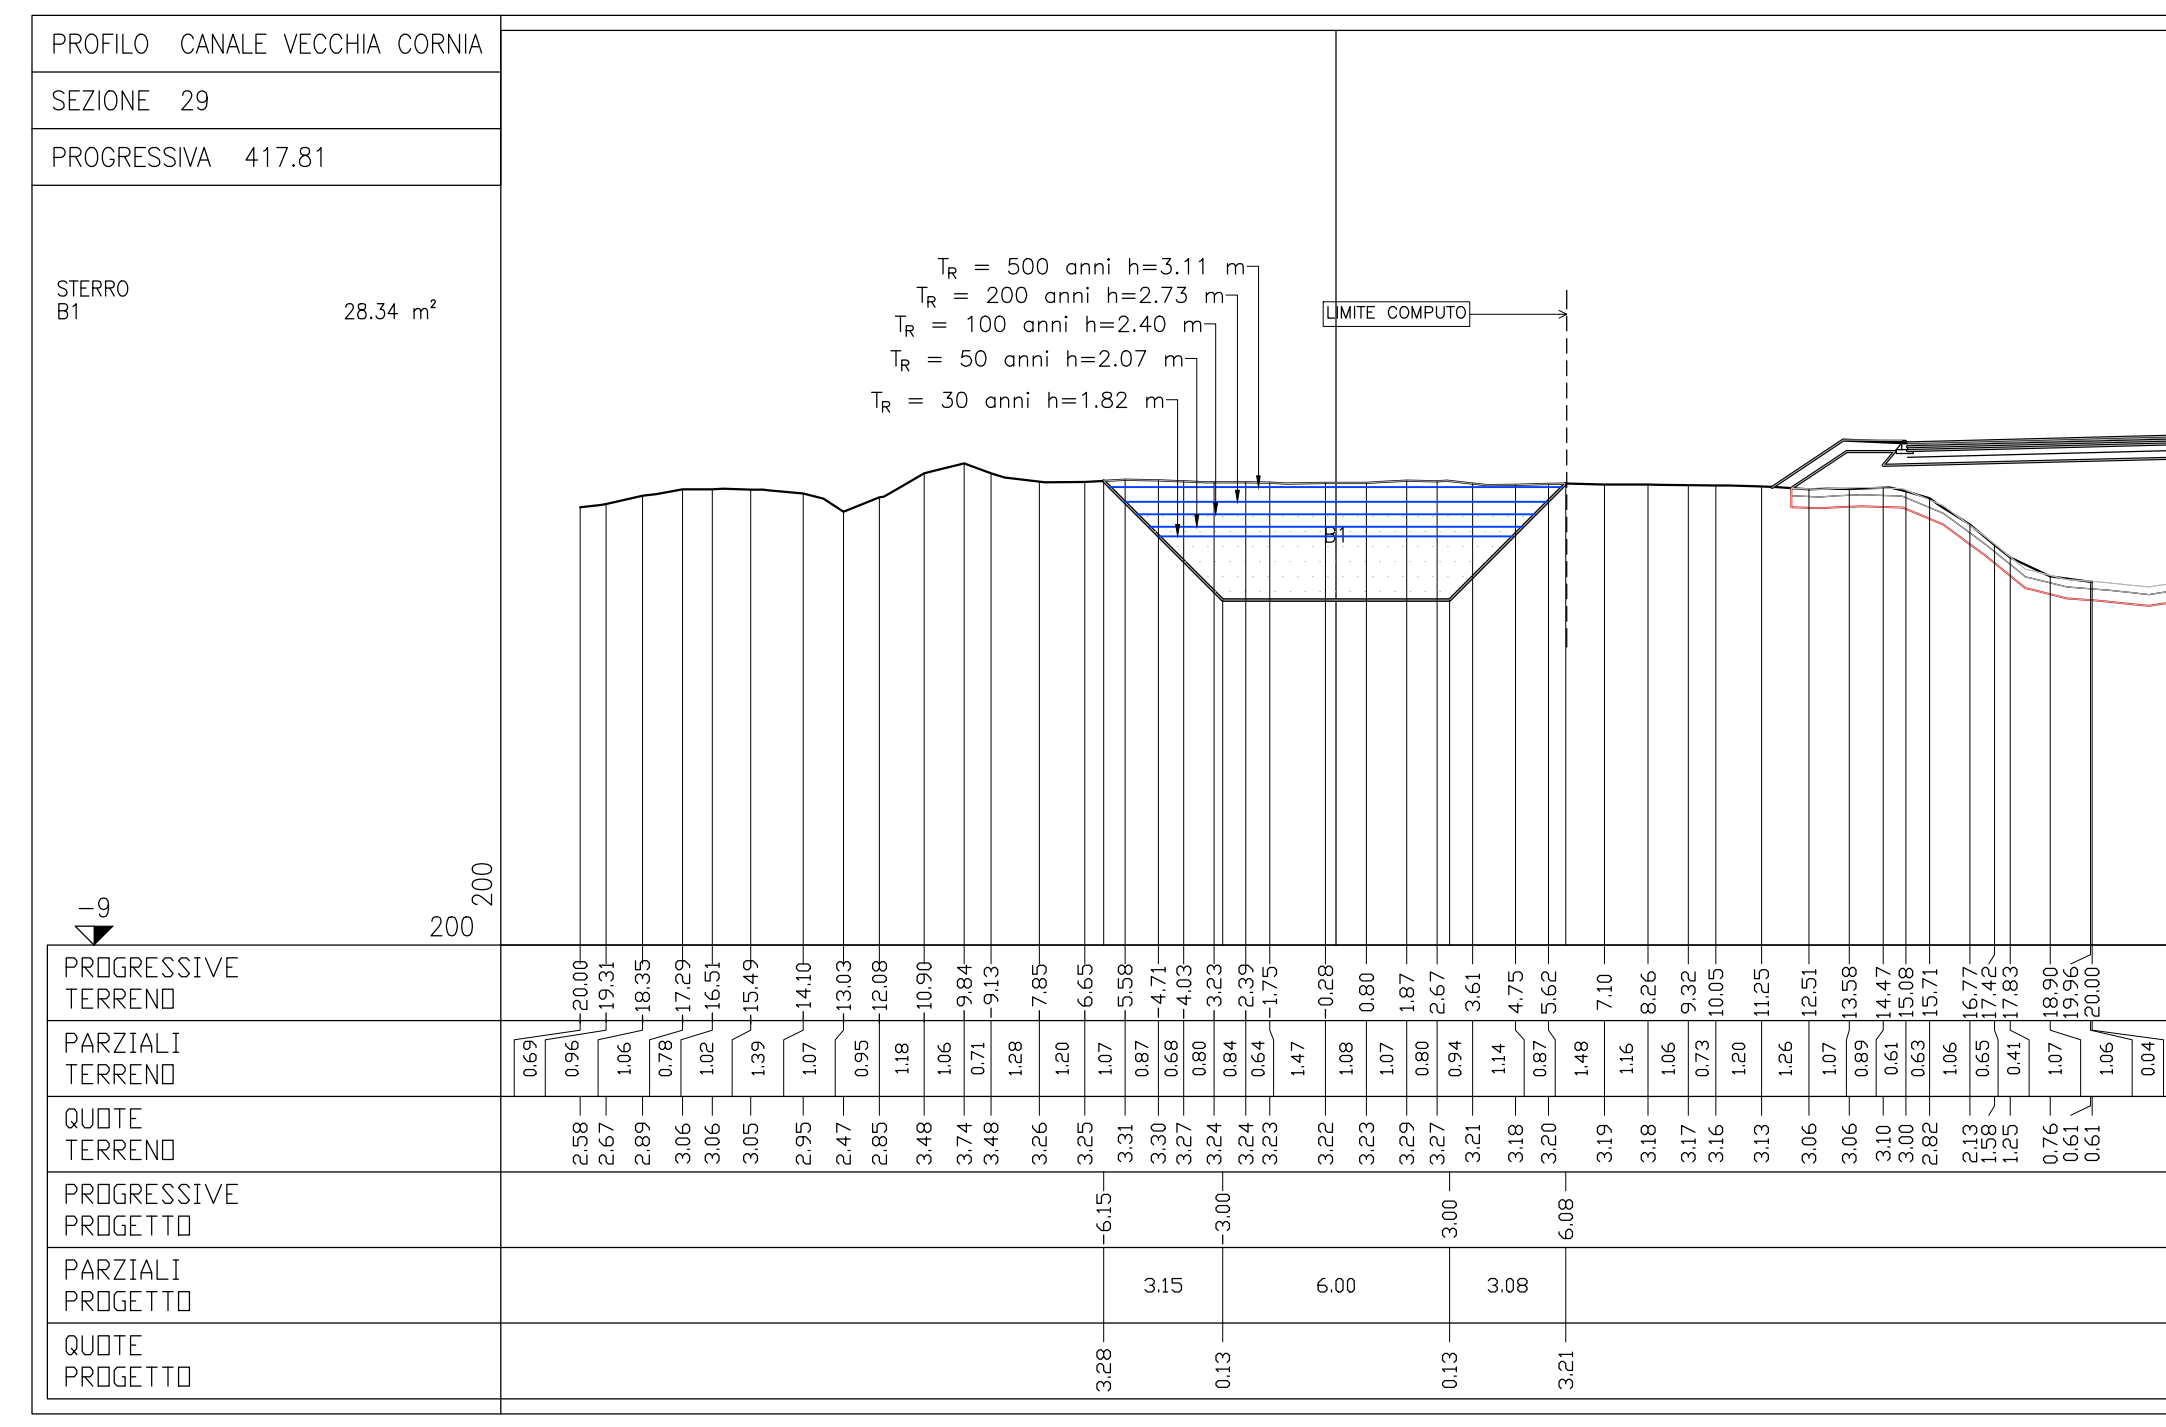 PROFILO CANALE VECCHIA CORNIA
SEZIONE 29
PROGRESSIVA 417.81
STERRO
B1 28.34 m²
TR = 500 anni h=3.11 m
TR = 200 anni h=2.73 m
TR = 100 anni h=2.40 m
TR = 50 anni h=2.07 m
TR = 30 anni h=1.82 m
LIMITE COMPUTO
B1
-9
200
200
PROGRESSIVE TERRENO
-20.00 -19.31 -18.35 -17.29 -16.51 -15.49 -14.10 -13.03 -12.08 -10.90 -9.84 -9.13 -7.85 -6.65 -5.58 -4.71 -4.03 -3.23 -2.39 -1.75 -0.28 0.80 1.87 2.67 3.61 4.75 5.62 7.10 8.26 9.32 10.05 11.25 12.51 13.58 14.47 15.08 15.71 16.77 17.42 17.83 18.90 19.96 20.00
PARZIALI TERRENO
0.69 0.96 1.06 0.78 1.02 1.39 1.07 0.95 1.18 1.06 0.71 1.28 1.20 1.07 0.87 0.68 0.80 0.84 0.64 1.47 1.08 1.07 0.80 0.94 1.14 0.87 1.48 1.16 1.06 0.73 1.20 1.26 1.07 0.89 0.61 0.63 1.06 0.65 0.41 1.07 1.06 0.04
QUOTE TERRENO
2.58 2.67 2.89 3.06 3.06 3.05 2.95 2.47 2.85 3.48 3.74 3.48 3.26 3.25 3.31 3.30 3.27 3.24 3.24 3.23 3.22 3.23 3.29 3.27 3.21 3.18 3.20 3.19 3.18 3.17 3.16 3.13 3.06 3.06 3.10 3.00 2.82 2.13 1.58 1.25 0.76 0.61 0.61
PROGRESSIVE PROGETTO
-6.15 -3.00 3.00 6.08
PARZIALI PROGETTO
3.15 6.00 3.08
QUOTE PROGETTO
3.28 0.13 0.13 3.21